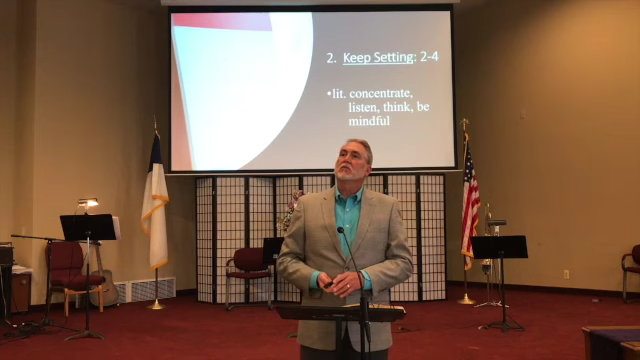 2. Keep Setting: 2-4
•lit. concentrate,
listen, think, be
mindful